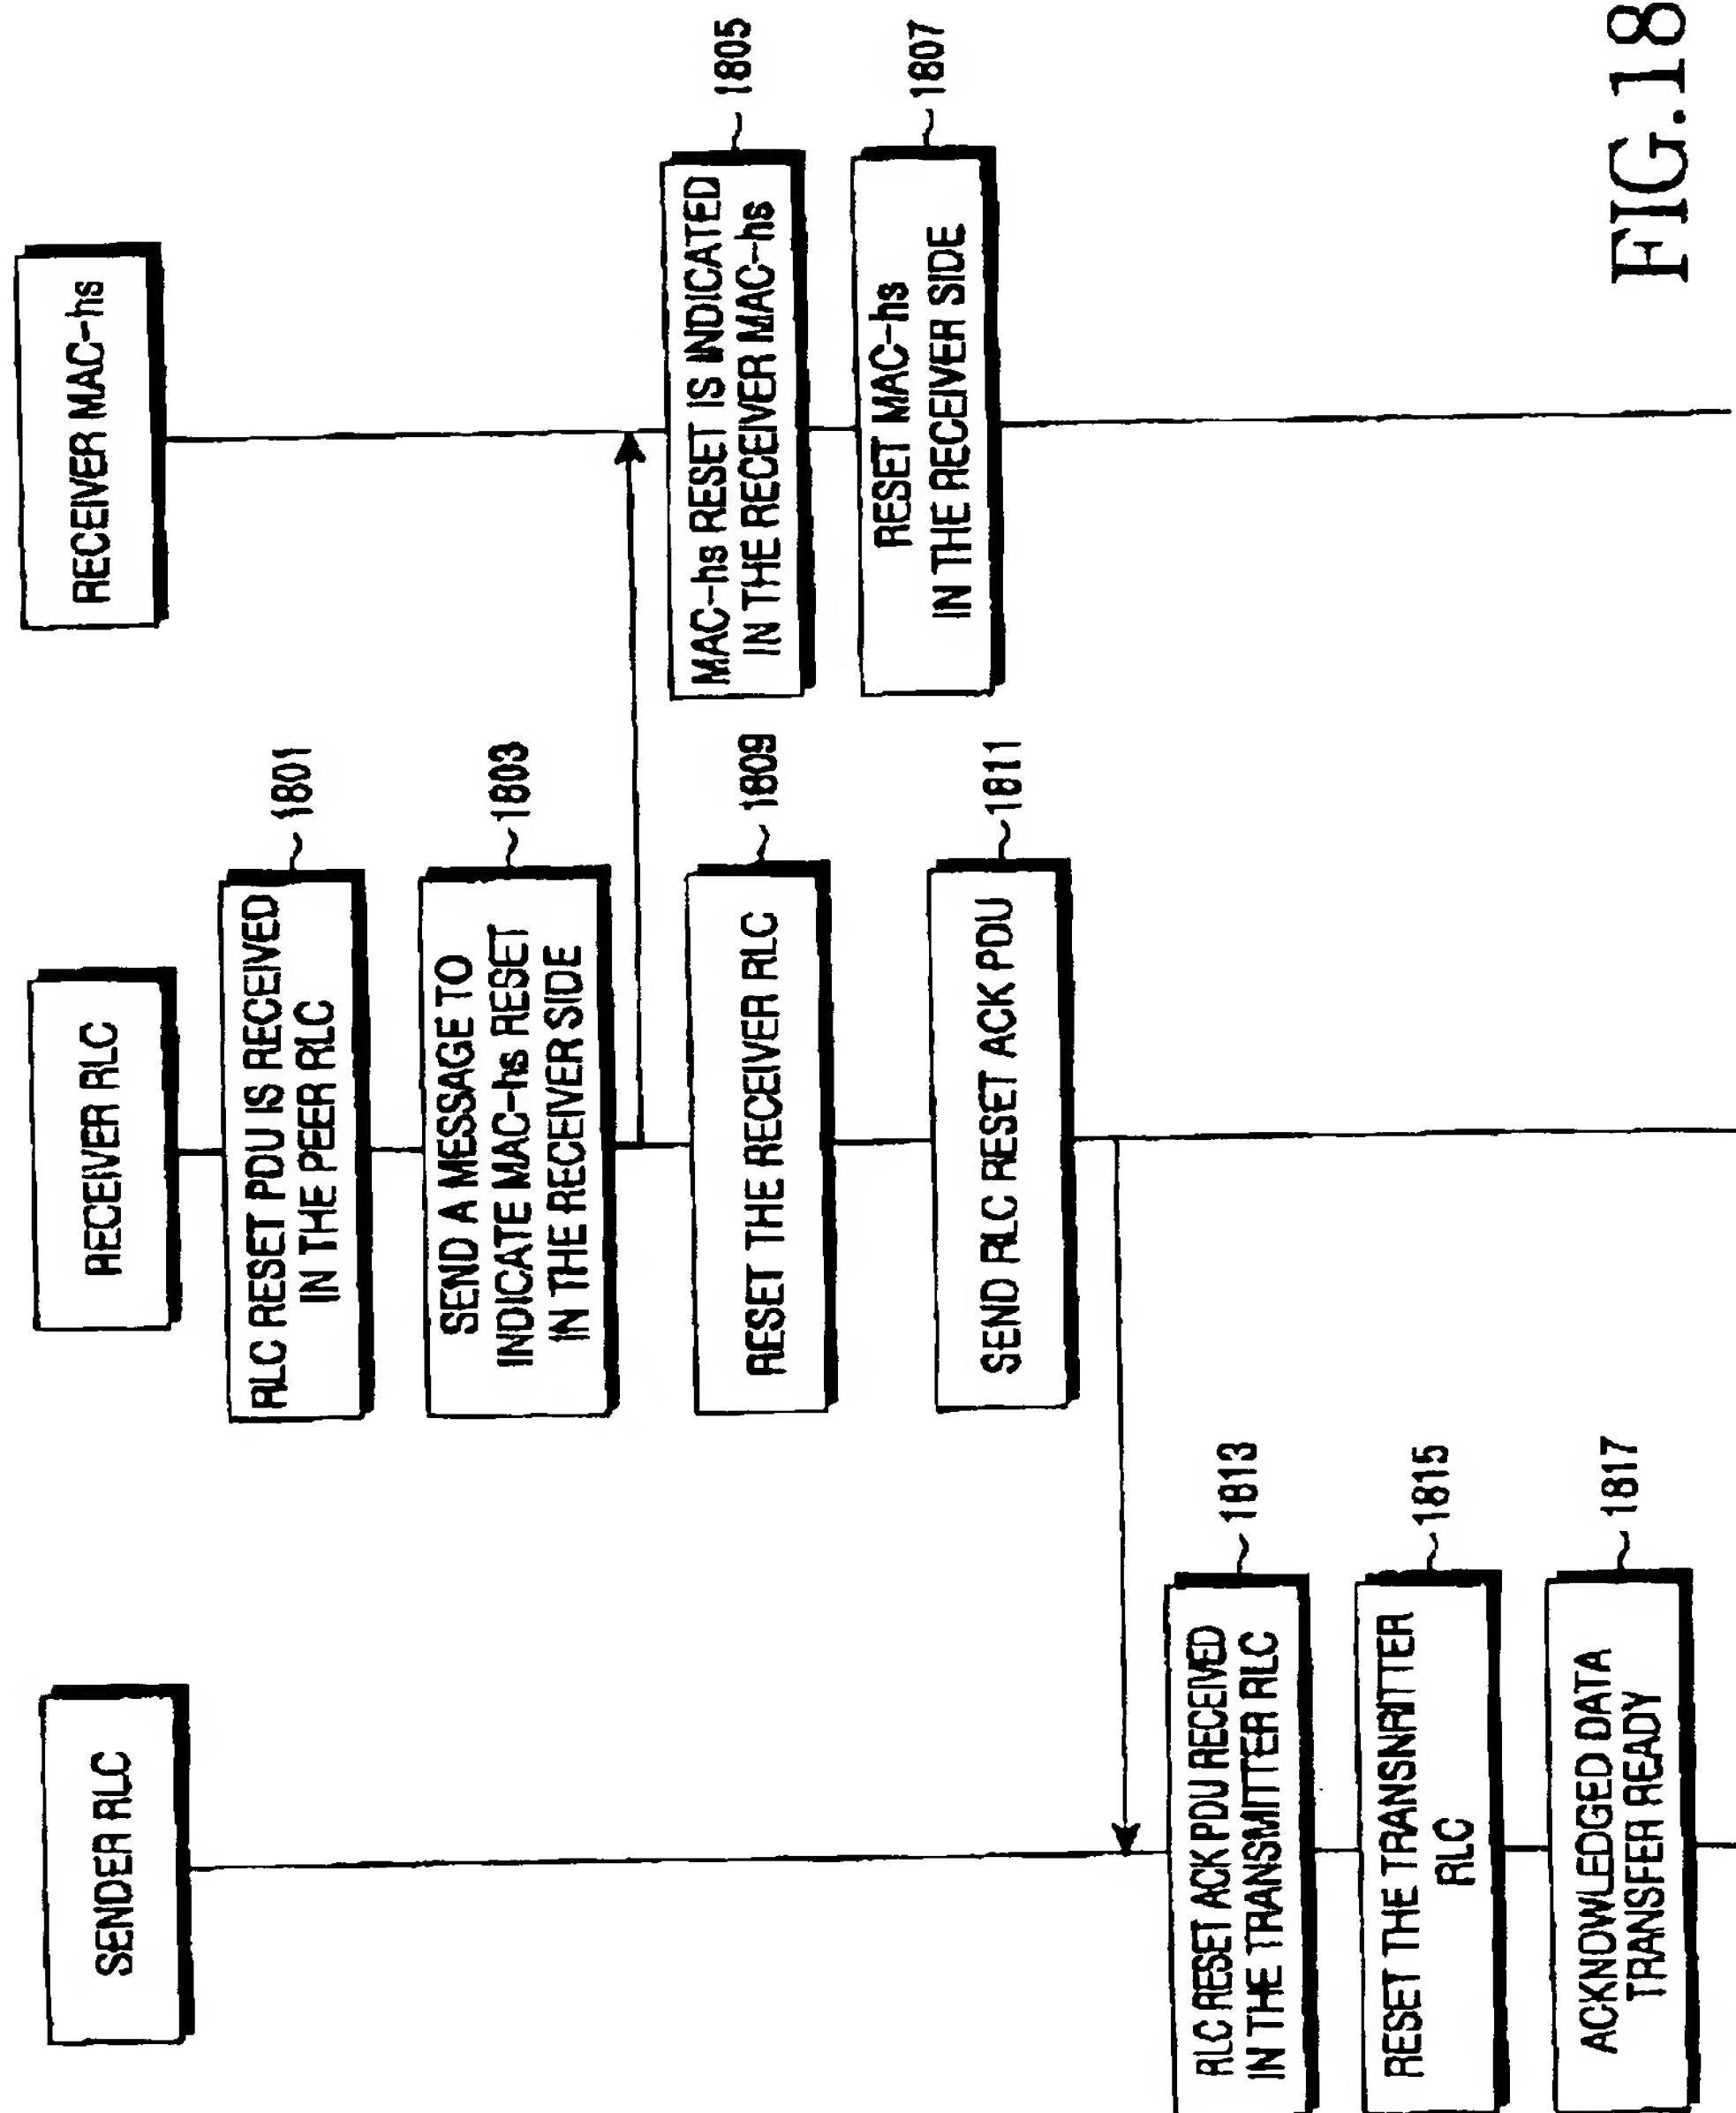 SENDER RLC
RECEIVER RLC
RECEIVER MAC-hs
RLC RESET PDU IS RECEIVED
IN THE PEER RLC
1801
SEND A MESSAGE TO
INDICATE MAC-hs RESET
IN THE RECEIVER SIDE
1803
MAC-hs RESET IS INDICATED
IN THE RECEIVER MAC-hs
1805
RESET THE RECEIVER RLC
1809
RESET MAC-hs
IN THE RECEIVER SIDE
1807
SEND RLC RESET ACK PDU
1811
RLC RESET ACK PDU RECEIVED
IN THE TRANSMITTER RLC
1813
RESET THE TRANSNRITTER
RLC
1815
ACKNOWLEDGED DATA
TRANSFER READY
1817
FIG.18